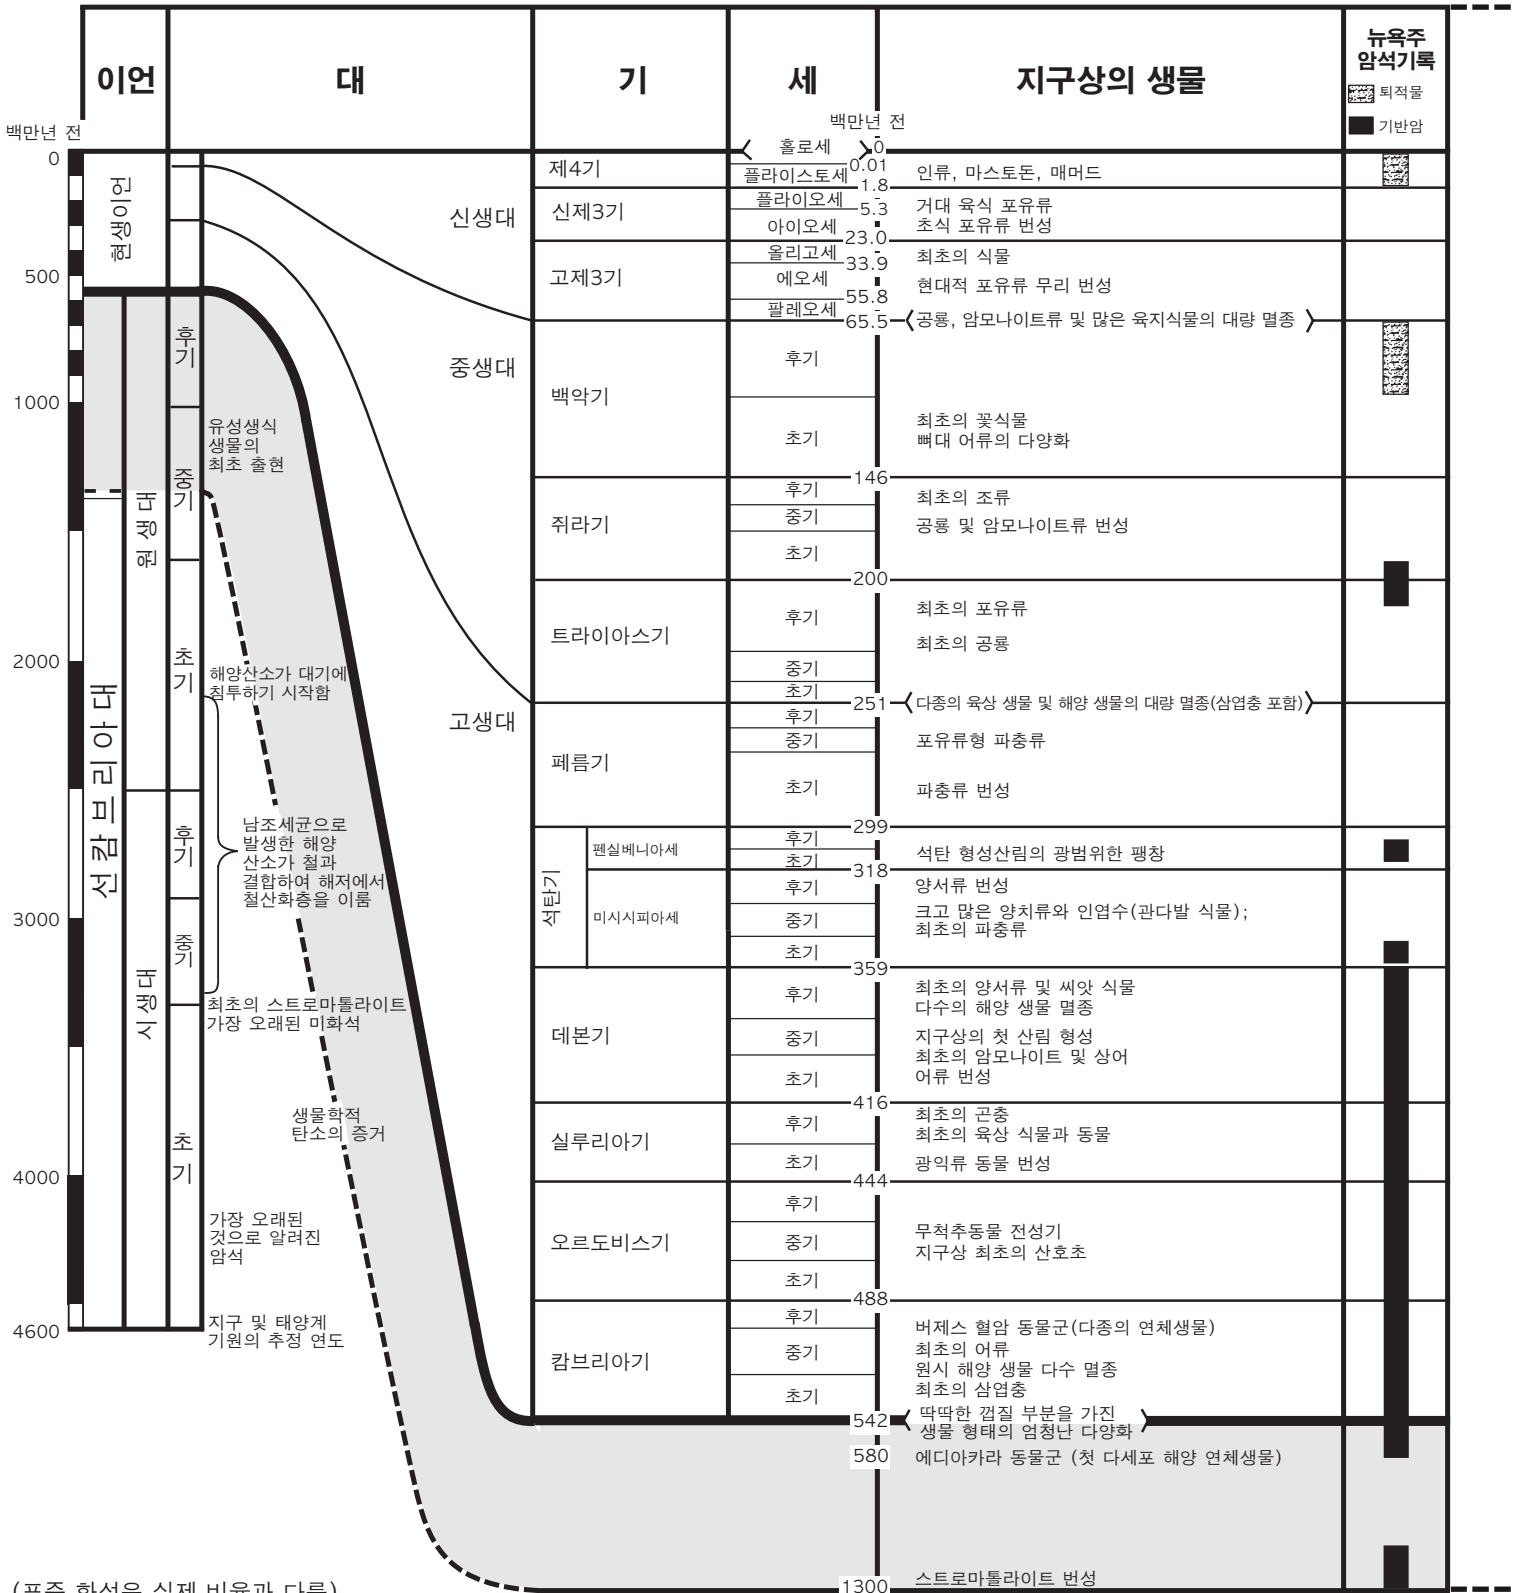 이언
대
기
세
지구상의 생물
뉴욕주
암석기록
퇴적물
기반암
백만년 전
0
500
1000
2000
3000
4000
4600
현생이언
선캄브리아대
원생대
시생대
후기
중기
초기
후기
중기
초기
유성생식
생물의
최초 출현
해양산소가 대기에
침투하기 시작함
남조세균으로
발생한 해양
산소가 철과
결합하여 해저에서
철산화층을 이룸
최초의 스트로마톨라이트
가장 오래된 미화석
생물학적
탄소의 증거
가장 오래된
것으로 알려진
암석
지구 및 태양계
기원의 추정 연도
신생대
중생대
고생대
백만년 전
제4기
홀로세
0
0.01
플라이스토세
1.8
인류, 마스토돈, 매머드
신제3기
플라이오세
5.3
아이오세
23.0
거대 육식 포유류
초식 포유류 번성
고제3기
올리고세
33.9
에오세
55.8
팔레오세
65.5
최초의 식물
현대적 포유류 무리 번성
공룡, 암모나이트류 및 많은 육지식물의 대량 멸종
백악기
후기
초기
146
최초의 꽃식물
뼈대 어류의 다양화
쥐라기
후기
중기
초기
200
최초의 조류
공룡 및 암모나이트류 번성
트라이아스기
후기
중기
초기
251
최초의 포유류
최초의 공룡
다종의 육상 생물 및 해양 생물의 대량 멸종(삼엽충 포함)
페름기
후기
중기
초기
299
포유류형 파충류
파충류 번성
석탄기
펜실베니아세
후기
초기
318
석탄 형성산림의 광범위한 팽창
미시시피아세
후기
중기
초기
359
양서류 번성
크고 많은 양치류와 인엽수(관다발 식물);
최초의 파충류
데본기
후기
중기
초기
416
최초의 양서류 및 씨앗 식물
다수의 해양 생물 멸종
지구상의 첫 산림 형성
최초의 암모나이트 및 상어
어류 번성
실루리아기
후기
초기
444
최초의 곤충
최초의 육상 식물과 동물
광익류 동물 번성
오르도비스기
후기
중기
초기
488
무척추동물 전성기
지구상 최초의 산호초
캄브리아기
후기
중기
초기
542
버제스 혈암 동물군(다종의 연체생물)
최초의 어류
원시 해양 생물 다수 멸종
최초의 삼엽충
딱딱한 껍질 부분을 가진
생물 형태의 엄청난 다양화
580
에디아카라 동물군 (첫 다세포 해양 연체생물)
1300
스트로마톨라이트 번성